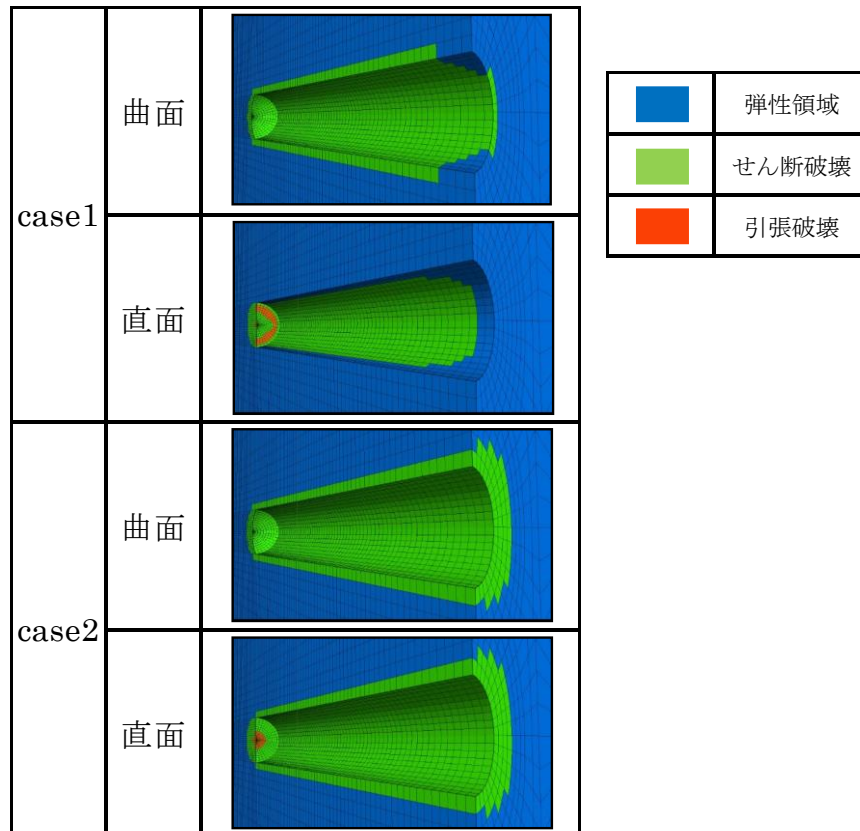 case1
曲面
直面
case2
曲面
直面
弾性領域
せん断破壊
引張破壊